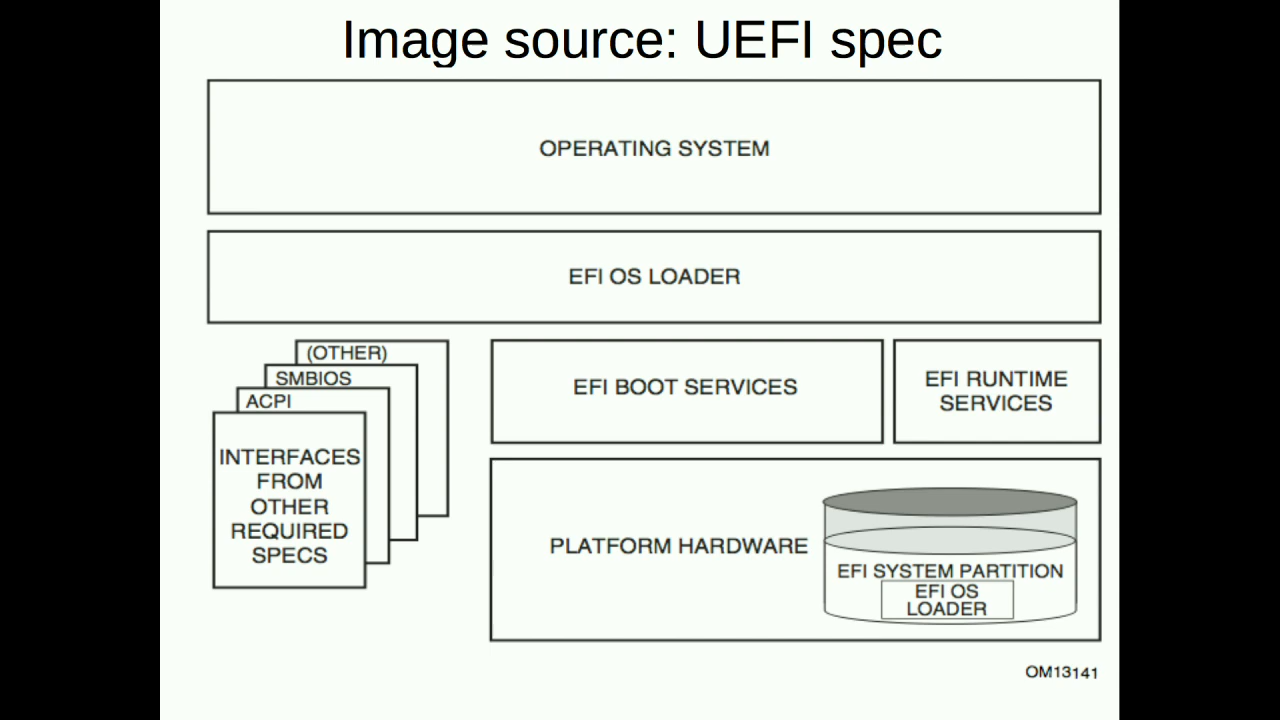 Image source: UEFI spec
OPERATING SYSTEM
EFI OS LOADER
(OTHER)
SMBIOS
ACPI
INTERFACES
FROM
OTHER
REQUIRED
SPECS
EFI BOOT SERVICES
EFI RUNTIME
SERVICES
PLATFORM HARDWARE
EFI SYSTEM PARTITION
EFI OS
LOADER
OM13141